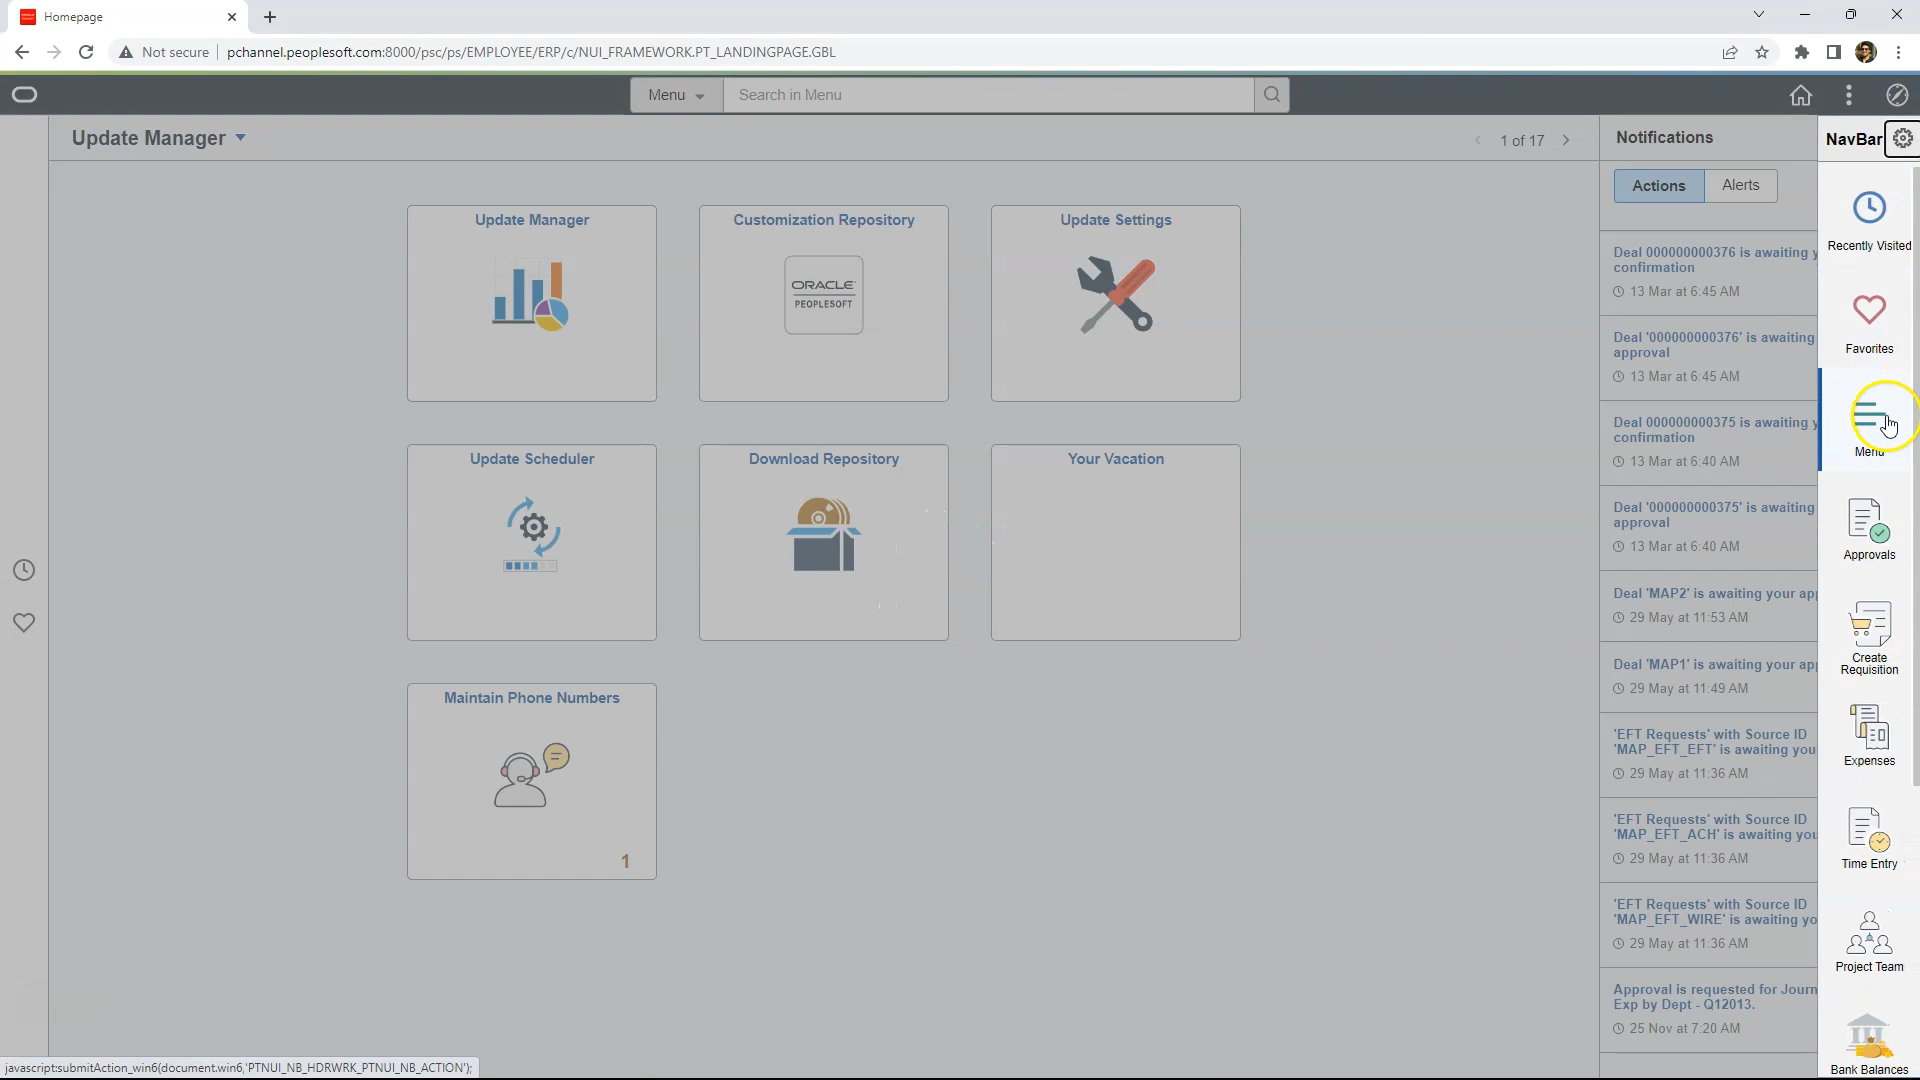 Homepage
Not secure
pchannel.peoplesoft.com:8000/psc/ps/EMPLOYEE/ERP/c/NUI_FRAMEWORK.PT_LANDINGPAGE.GBL
Menu
Search in Menu
Update Manager
1 of 17
Update Manager
Customization Repository
ORACLE
PEOPLESOFT
Update Settings
Update Scheduler
Download Repository
Your Vacation
Maintain Phone Numbers
1
Notifications
Actions
Alerts
Deal 000000000376 is awaiting y
confirmation
13 Mar at 6:45 AM
Deal '000000000376' is awaiting
approval
13 Mar at 6:45 AM
Deal 000000000375 is awaiting y
confirmation
13 Mar at 6:40 AM
Deal '000000000375' is awaiting
approval
13 Mar at 6:40 AM
Deal 'MAP2' is awaiting your app
29 May at 11:53 AM
Deal 'MAP1' is awaiting your app
29 May at 11:49 AM
'EFT Requests' with Source ID
'MAP_EFT_EFT' is awaiting you
29 May at 11:36 AM
'EFT Requests' with Source ID
'MAP_EFT_ACH' is awaiting you
29 May at 11:36 AM
'EFT Requests' with Source ID
'MAP_EFT_WIRE' is awaiting yo
29 May at 11:36 AM
Approval is requested for Journ
Exp by Dept - Q12013.
25 Nov at 7:20 AM
NavBar
Recently Visited
Favorites
Menu
Approvals
Create
Requisition
Expenses
Time Entry
Project Team
Bank Balances
javascript:submitAction_win6(document.win6,'PTNUI_NB_HDRWRK_PTNUI_NB_ACTION');